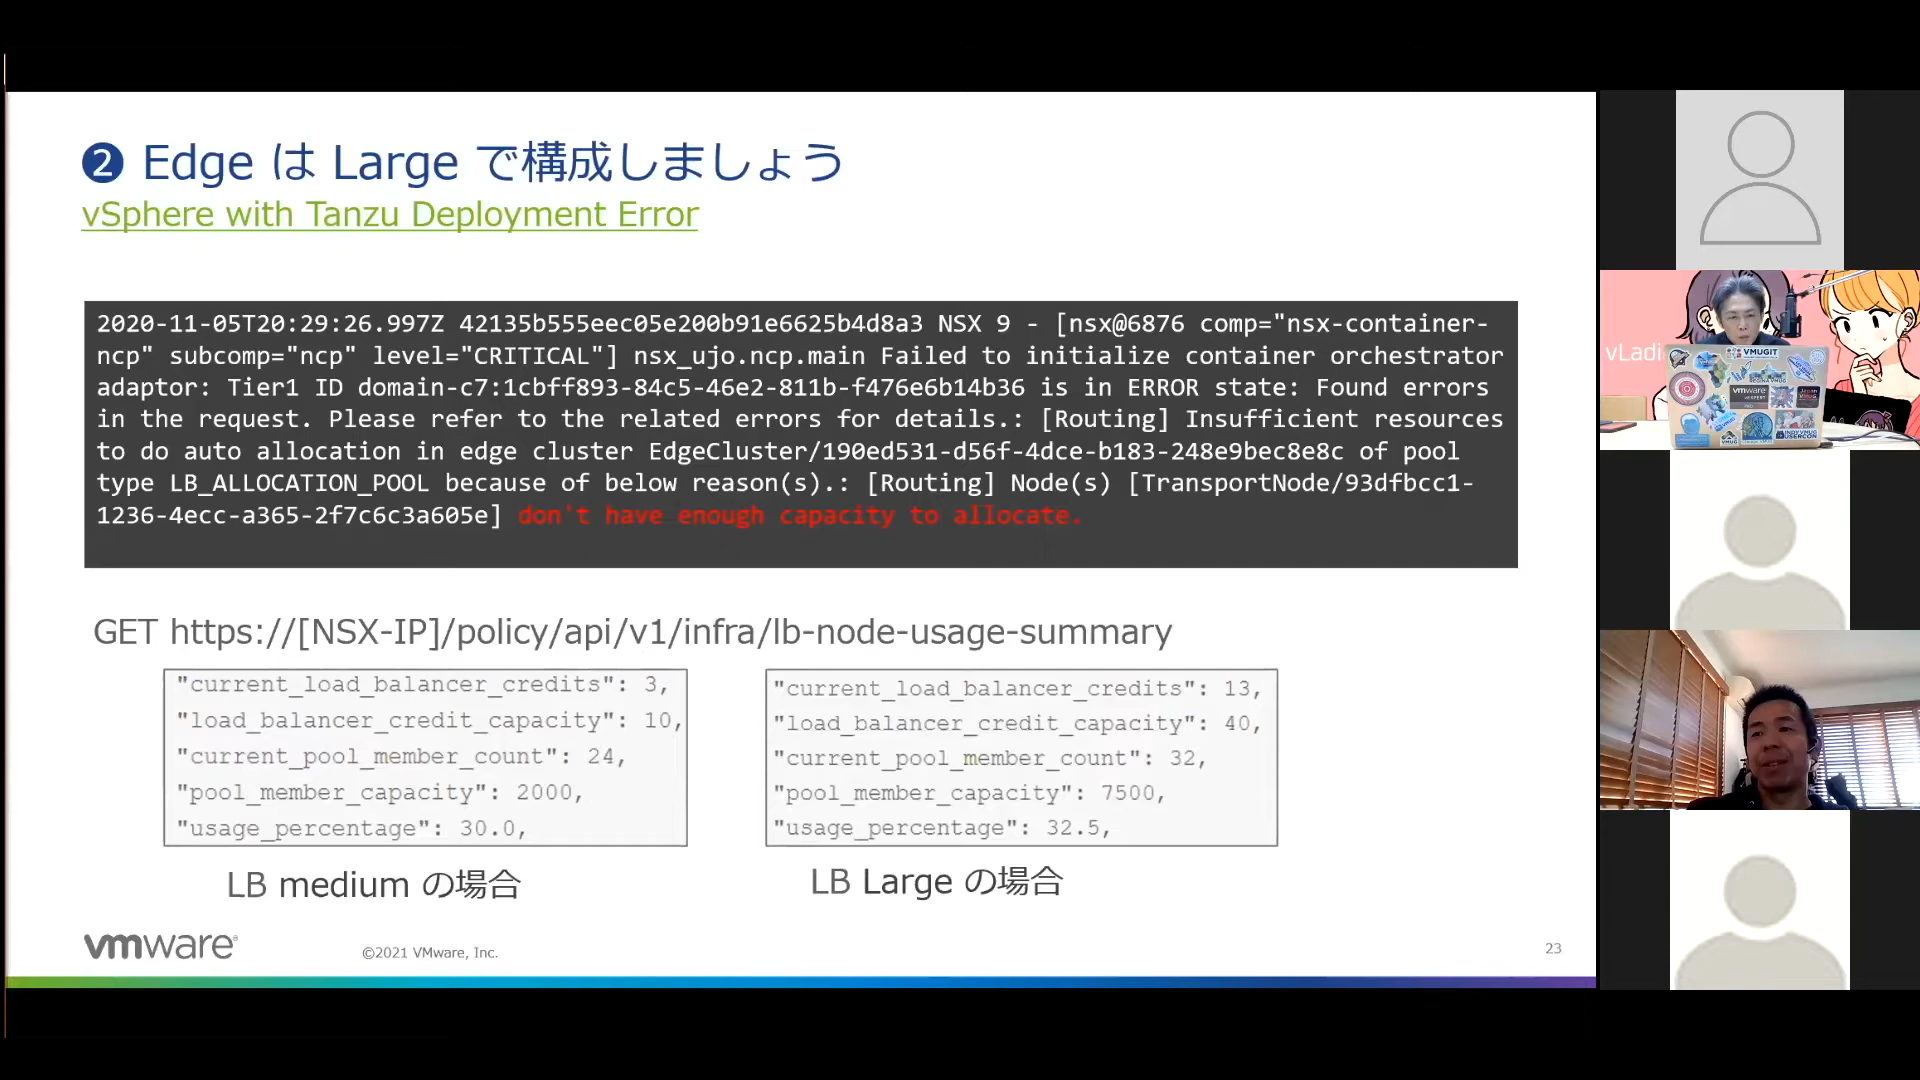 ❷ Edge は Large で構成しましょう
vSphere with Tanzu Deployment Error
2020-11-05T20:29:26.997Z 42135b555eec05e200b91e6625b4d8a3 NSX 9 - [nsx@6876 comp="nsx-container-
ncp" subcomp="ncp" level="CRITICAL"] nsx_ujo.ncp.main Failed to initialize container orchestrator
adaptor: Tier1 ID domain-c7:1cbff893-84c5-46e2-811b-f476e6b14b36 is in ERROR state: Found errors
in the request. Please refer to the related errors for details.: [Routing] Insufficient resources
to do auto allocation in edge cluster EdgeCluster/190ed531-d56f-4dce-b183-248e9bec8e8c of pool
type LB_ALLOCATION_POOL because of below reason(s).: [Routing] Node(s) [TransportNode/93dfbcc1-
1236-4ecc-a365-2f7c6c3a605e] don't have enough capacity to allocate.
GET https://[NSX-IP]/policy/api/v1/infra/lb-node-usage-summary
"current_load_balancer_credits": 3,
"load_balancer_credit_capacity": 10,
"current_pool_member_count": 24,
"pool_member_capacity": 2000,
"usage_percentage": 30.0,
LB medium の場合
"current_load_balancer_credits": 13,
"load_balancer_credit_capacity": 40,
"current_pool_member_count": 32,
"pool_member_capacity": 7500,
"usage_percentage": 32.5,
LB Large の場合
vmware®
©2021 VMware, Inc.
23
vLadi
VMUGIT
vmware